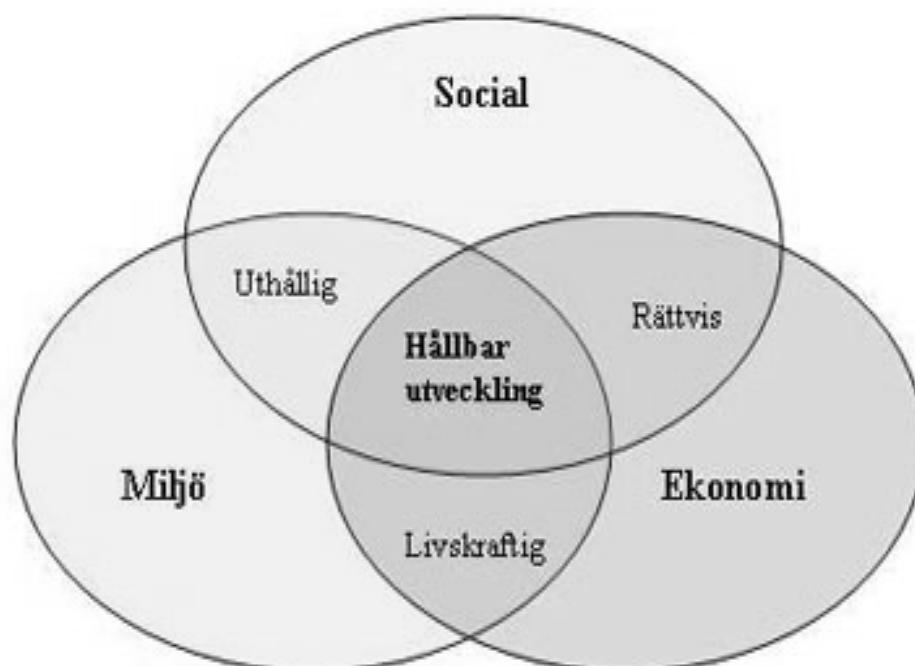 Social
Uthållig
Rättvis
Hållbar
utveckling
Miljö
Ekonomi
Livskraftig